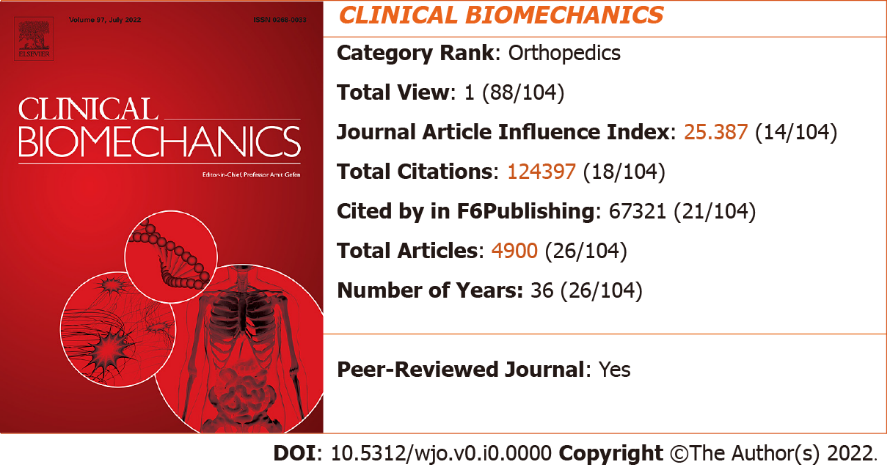 Volume 97, July 2022
ELSEVIER
CLINICAL
BIOMECHANICS
Editor-in-Chief, Professor Amit Gefen
CLINICAL BIOMECHANICS
Category Rank: Orthopedics
Total View: 1 (88/104)
Journal Article Influence Index: 25.387 (14/104)
Total Citations: 124397 (18/104)
Cited by in F6Publishing: 67321 (21/104)
Total Articles: 4900 (26/104)
Number of Years: 36 (26/104)
Peer-Reviewed Journal: Yes
DOI: 10.5312/wjo.v0.i0.0000 Copyright ©The Author(s) 2022.